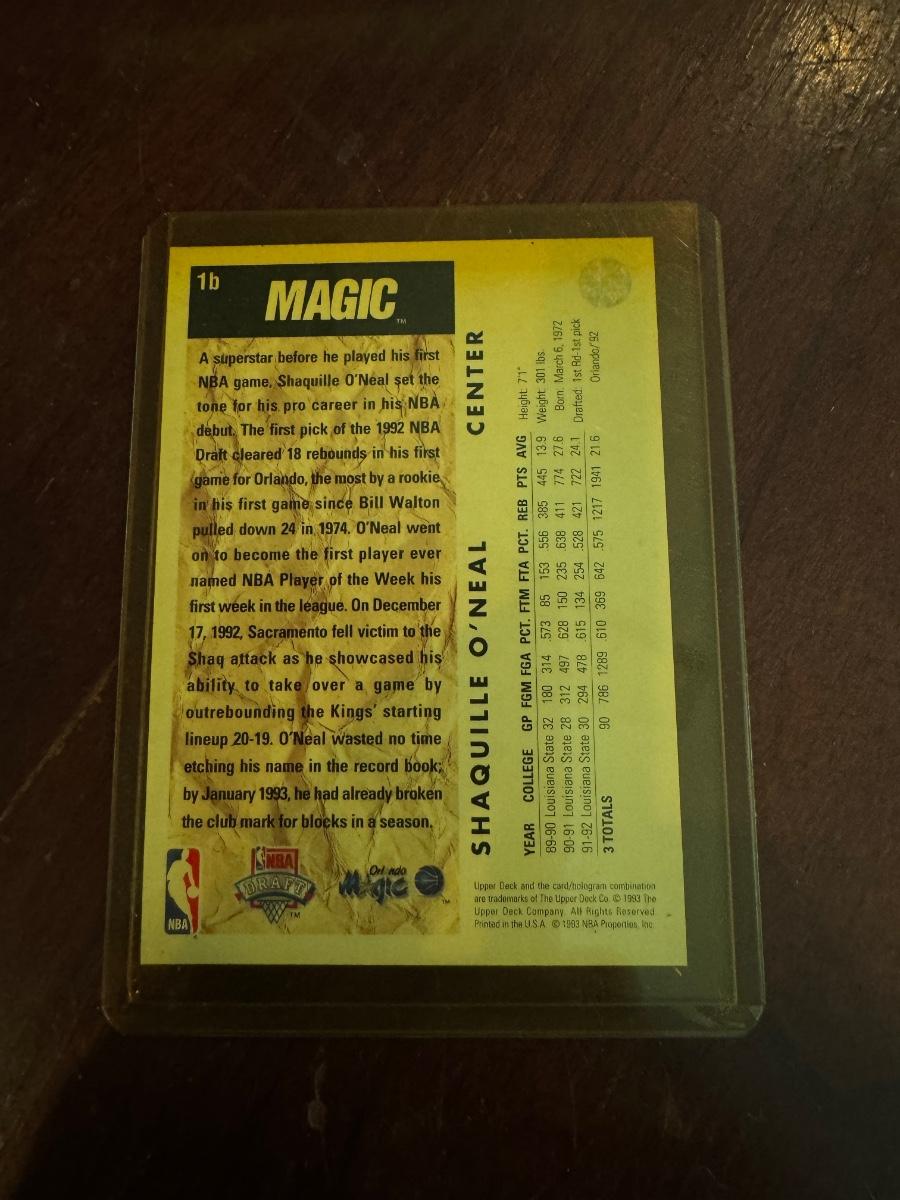 1b
MAGIC
TM
A superstar before he played his first
NBA game, Shaquille O'Neal set the
tone for his pro career in his NBA
debut. The first pick of the 1992 NBA
Draft cleared 18 rebounds in his first
game for Orlando, the most by a rookie
in his first game since Bill Walton
pulled down 24 in 1974. O'Neal went
on to become the first player ever
named NBA Player of the Week his
first week in the league. On December
17, 1992, Sacramento fell victim to the
Shaq attack as he showcased his
ability to take over a game by
outrebounding the Kings' starting
lineup 20-19. O'Neal wasted no time
etching his name in the record book;
by January 1993, he had already broken
the club mark for blocks in a season.
NBA
NBA
DRAFT
TM
Orlando
Magic
TM
SHAQUILLE O'NEAL CENTER
Height: 7'1"
Weight: 301 lbs.
Born: March 6, 1972
Drafted: 1st Rd-1st pick
Orlando/'92
YEAR COLLEGE GP FGM FGA PCT. FTM FTA PCT. REB PTS AVG
89-90 Louisiana State 32 180 314 .573 85 153 .556 385 445 13.9
90-91 Louisiana State 28 312 497 .628 150 235 .638 411 774 27.6
91-92 Louisiana State 30 294 478 .615 134 254 .528 421 722 24.1
3 TOTALS 90 786 1289 .610 369 642 .575 1217 1941 21.6
Upper Deck and the card/hologram combination
are trademarks of The Upper Deck Co. © 1993 The
Upper Deck Company. All Rights Reserved.
Printed in the U.S.A. © 1993 NBA Properties, Inc.